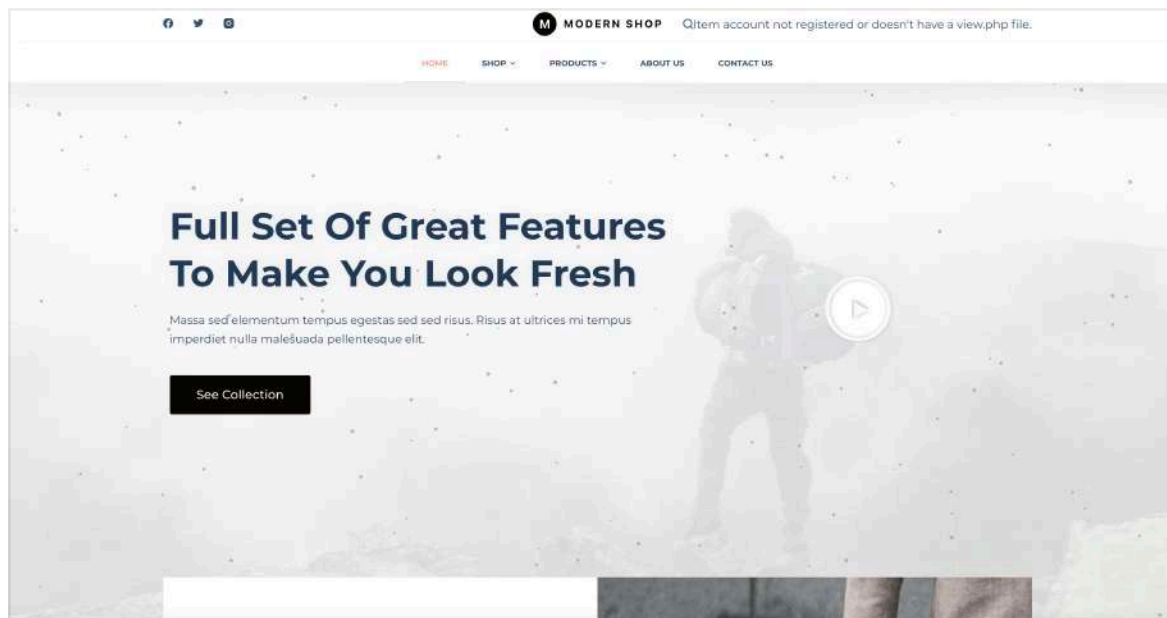 M MODERN SHOP Item account not registered or doesn't have a view.php file.
HOME SHOP PRODUCTS ABOUT US CONTACT US
Full Set Of Great Features
To Make You Look Fresh
Massa sed elementum tempus egestas sed sed risus. Risus at ultrices mi tempus
imperdiet nulla malesuada pellentesque elit.
See Collection